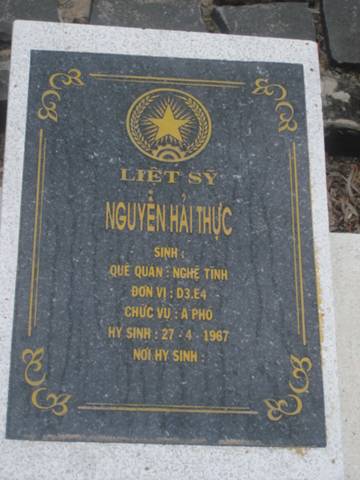 LIỆT SỸ
NGUYỄN HẢI THỰC
SINH :
QUÊ QUÁN : NGHỆ TĨNH
ĐƠN VỊ : D3.E4
CHỨC VỤ : A PHÓ
HY SINH : 27 - 4 - 1967
NƠI HY SINH :